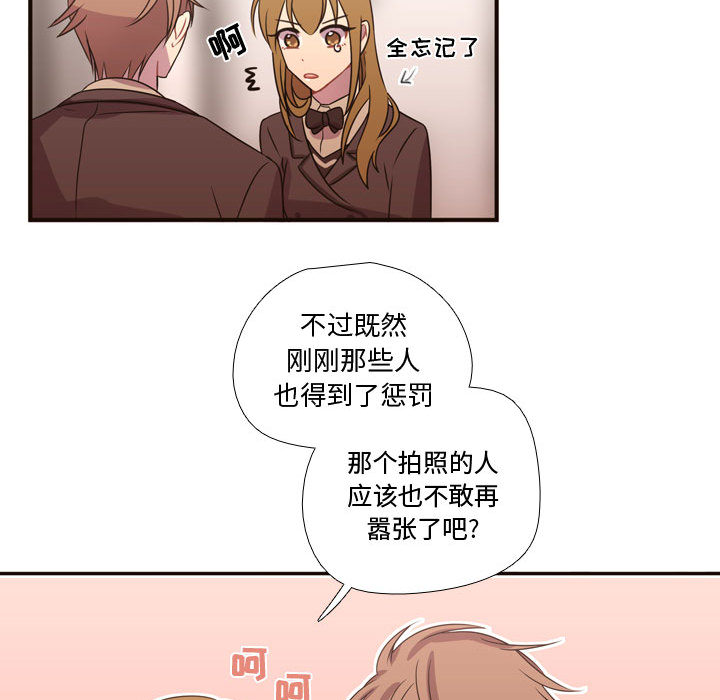 啊
全忘记了
不过既然
刚刚那些人
也得到了惩罚
那个拍照的人
应该也不敢再
嚣张了吧?
呵
呵